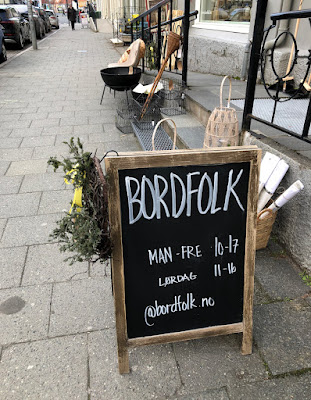 BORDFOLK
MAN-FRE 10-17
LØRDAG 11-16
@bordfolk.no